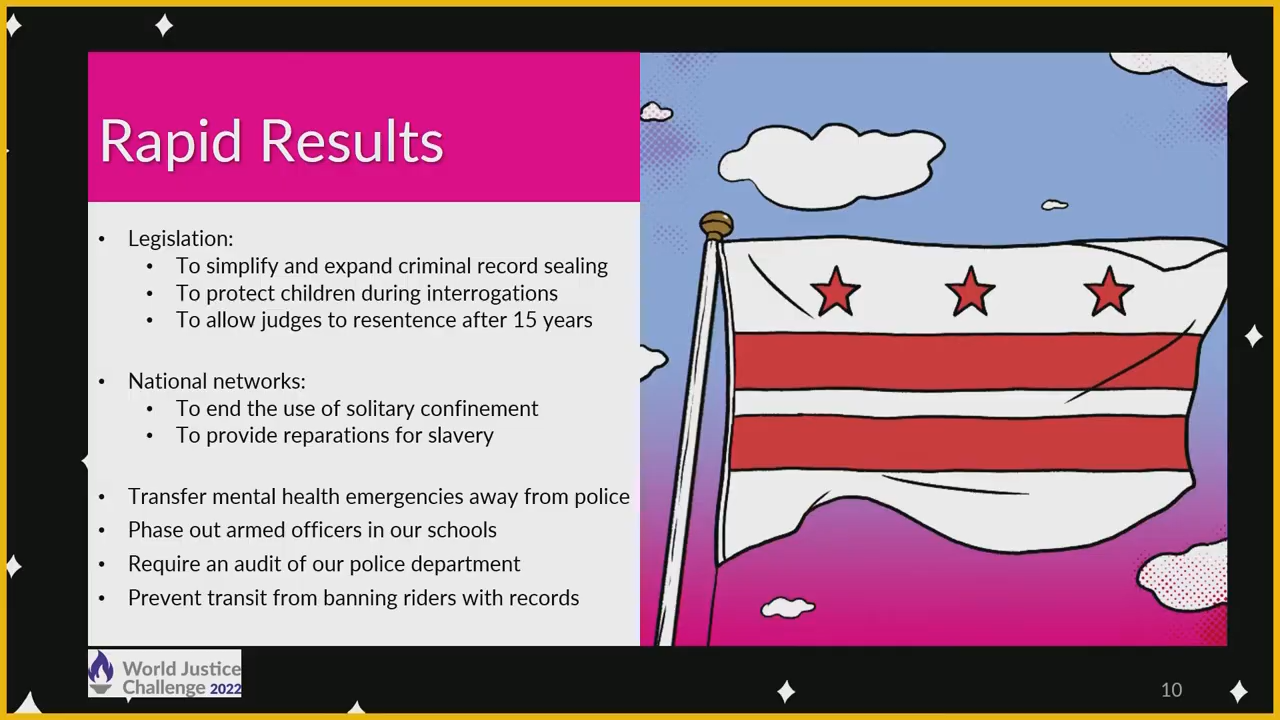 Rapid Results
• Legislation:
• To simplify and expand criminal record sealing
• To protect children during interrogations
• To allow judges to resentence after 15 years
• National networks:
• To end the use of solitary confinement
• To provide reparations for slavery
• Transfer mental health emergencies away from police
• Phase out armed officers in our schools
• Require an audit of our police department
• Prevent transit from banning riders with records
World Justice
Challenge 2022
10